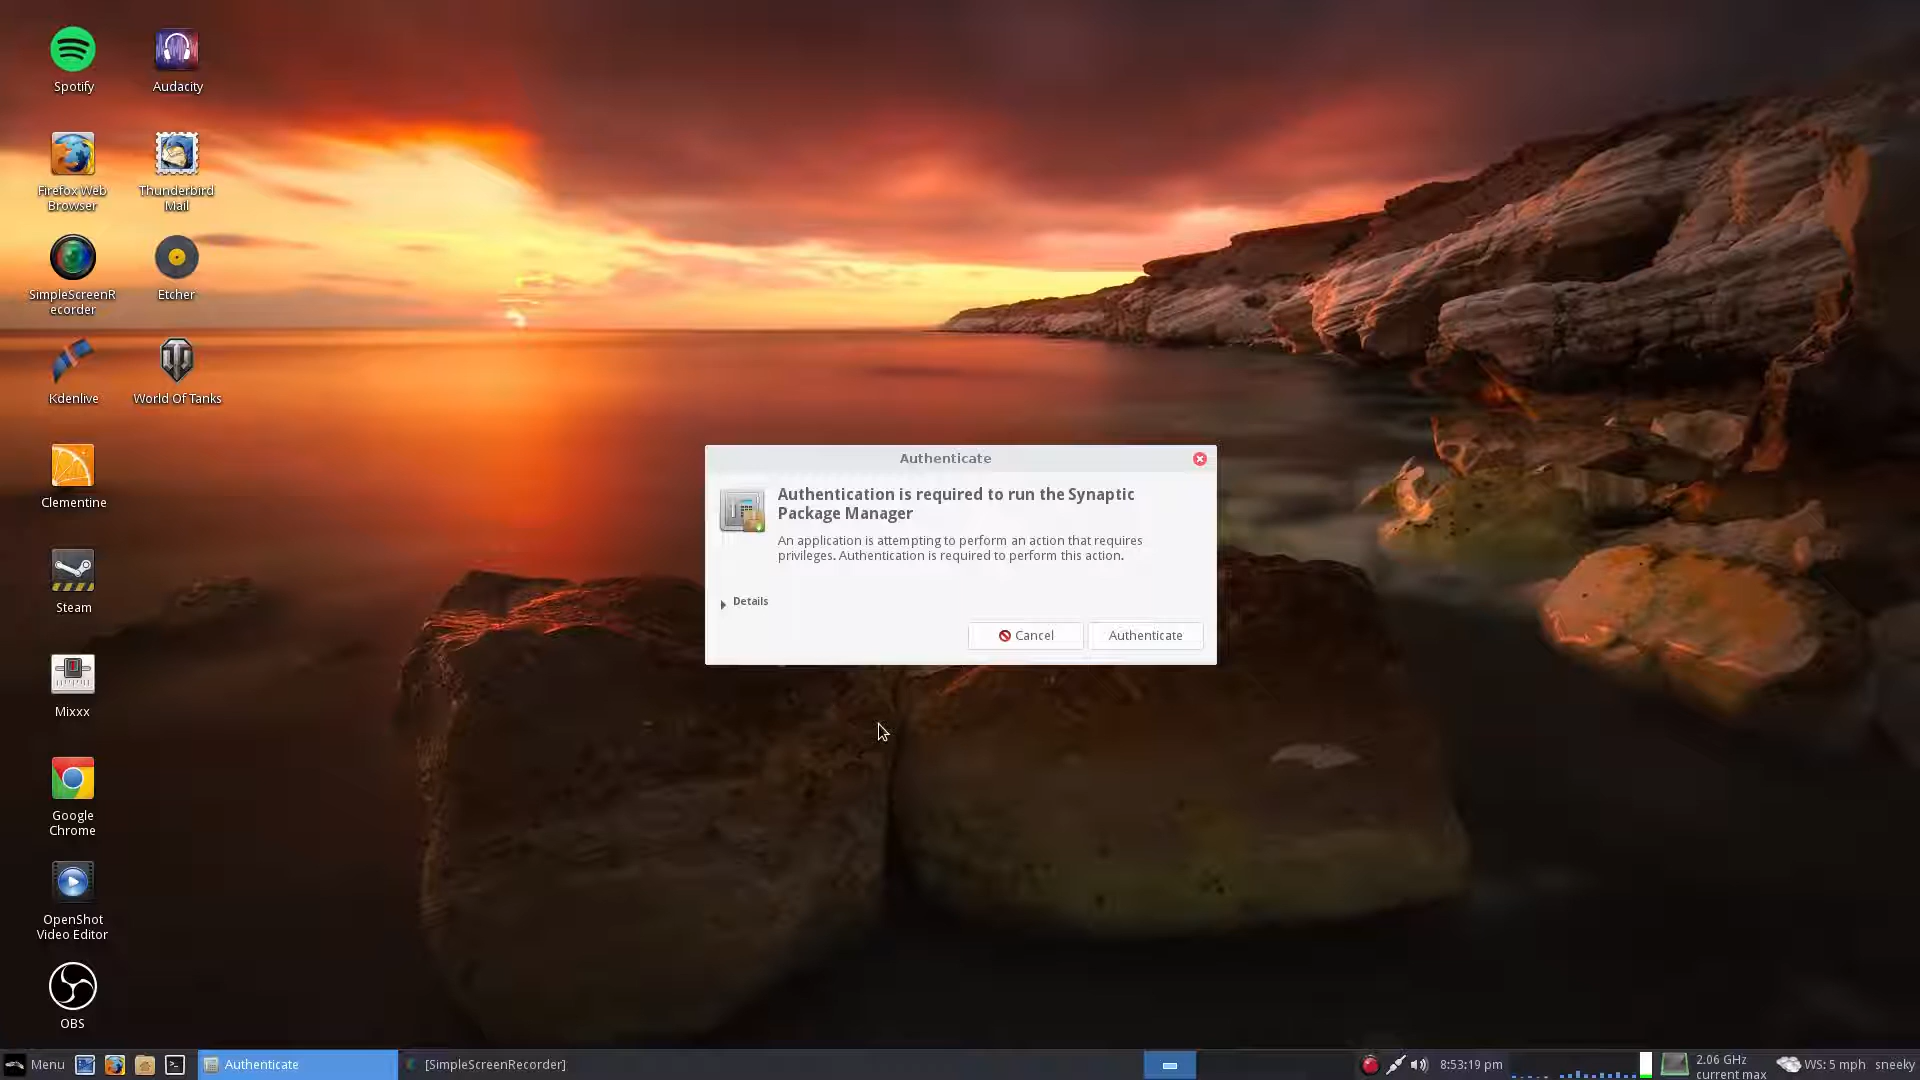 Spotify
Audacity
Firefox Web
Browser
Thunderbird
Mail
SimpleScreenR
ecorder
Etcher
Kdenlive
World Of Tanks
Clementine
Steam
Mixxx
Google
Chrome
OpenShot
Video Editor
OBS
Authenticate
Authentication is required to run the Synaptic
Package Manager
An application is attempting to perform an action that requires
privileges. Authentication is required to perform this action.
Details
Cancel
Authenticate
Menu
Authenticate
[SimpleScreenRecorder]
8:53:19 pm
2.06 GHz
current max
WS: 5 mph
sneeky